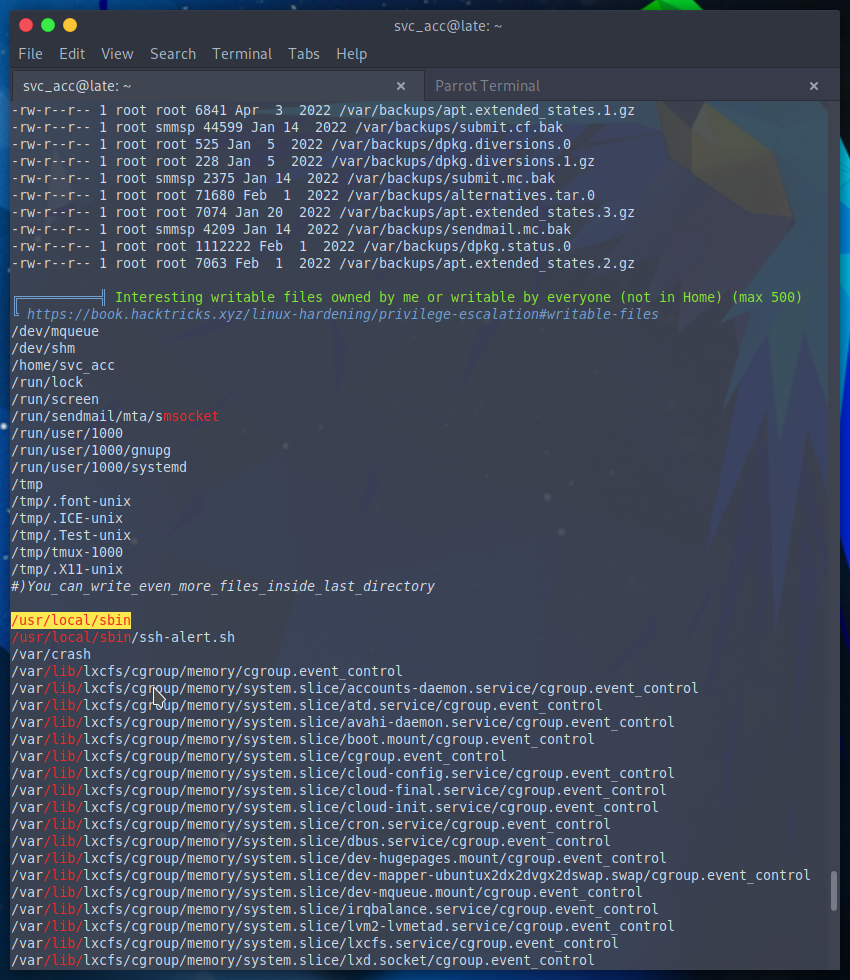 svc_acc@late: ~
File Edit View Search Terminal Tabs Help
svc_acc@late: ~ × Parrot Terminal ×
-rw-r--r-- 1 root root 6841 Apr  3  2022 /var/backups/apt.extended_states.1.gz
-rw-r--r-- 1 root smmsp 44599 Jan 14  2022 /var/backups/submit.cf.bak
-rw-r--r-- 1 root root 525 Jan  5  2022 /var/backups/dpkg.diversions.0
-rw-r--r-- 1 root root 228 Jan  5  2022 /var/backups/dpkg.diversions.1.gz
-rw-r--r-- 1 root smmsp 2375 Jan 14  2022 /var/backups/submit.mc.bak
-rw-r--r-- 1 root root 71680 Feb  1  2022 /var/backups/alternatives.tar.0
-rw-r--r-- 1 root root 7074 Jan 20  2022 /var/backups/apt.extended_states.3.gz
-rw-r--r-- 1 root smmsp 4209 Jan 14  2022 /var/backups/sendmail.mc.bak
-rw-r--r-- 1 root root 1112222 Feb  1  2022 /var/backups/dpkg.status.0
-rw-r--r-- 1 root root 7063 Feb  1  2022 /var/backups/apt.extended_states.2.gz
╔══════════╣ Interesting writable files owned by me or writable by everyone (not in Home) (max 500)
╚ https://book.hacktricks.xyz/linux-hardening/privilege-escalation#writable-files
/dev/mqueue
/dev/shm
/home/svc_acc
/run/lock
/run/screen
/run/sendmail/mta/smsocket
/run/user/1000
/run/user/1000/gnupg
/run/user/1000/systemd
/tmp
/tmp/.font-unix
/tmp/.ICE-unix
/tmp/.Test-unix
/tmp/tmux-1000
/tmp/.X11-unix
#)You_can_write_even_more_files_inside_last_directory
/usr/local/sbin
/usr/local/sbin/ssh-alert.sh
/var/crash
/var/lib/lxcfs/cgroup/memory/cgroup.event_control
/var/lib/lxcfs/cgroup/memory/system.slice/accounts-daemon.service/cgroup.event_control
/var/lib/lxcfs/cgroup/memory/system.slice/atd.service/cgroup.event_control
/var/lib/lxcfs/cgroup/memory/system.slice/avahi-daemon.service/cgroup.event_control
/var/lib/lxcfs/cgroup/memory/system.slice/boot.mount/cgroup.event_control
/var/lib/lxcfs/cgroup/memory/system.slice/cgroup.event_control
/var/lib/lxcfs/cgroup/memory/system.slice/cloud-config.service/cgroup.event_control
/var/lib/lxcfs/cgroup/memory/system.slice/cloud-final.service/cgroup.event_control
/var/lib/lxcfs/cgroup/memory/system.slice/cloud-init.service/cgroup.event_control
/var/lib/lxcfs/cgroup/memory/system.slice/cron.service/cgroup.event_control
/var/lib/lxcfs/cgroup/memory/system.slice/dbus.service/cgroup.event_control
/var/lib/lxcfs/cgroup/memory/system.slice/dev-hugepages.mount/cgroup.event_control
/var/lib/lxcfs/cgroup/memory/system.slice/dev-mapper-ubuntux2dx2dvgx2dswap.swap/cgroup.event_control
/var/lib/lxcfs/cgroup/memory/system.slice/dev-mqueue.mount/cgroup.event_control
/var/lib/lxcfs/cgroup/memory/system.slice/irqbalance.service/cgroup.event_control
/var/lib/lxcfs/cgroup/memory/system.slice/lvm2-lvmetad.service/cgroup.event_control
/var/lib/lxcfs/cgroup/memory/system.slice/lxcfs.service/cgroup.event_control
/var/lib/lxcfs/cgroup/memory/system.slice/lxd.socket/cgroup.event_control